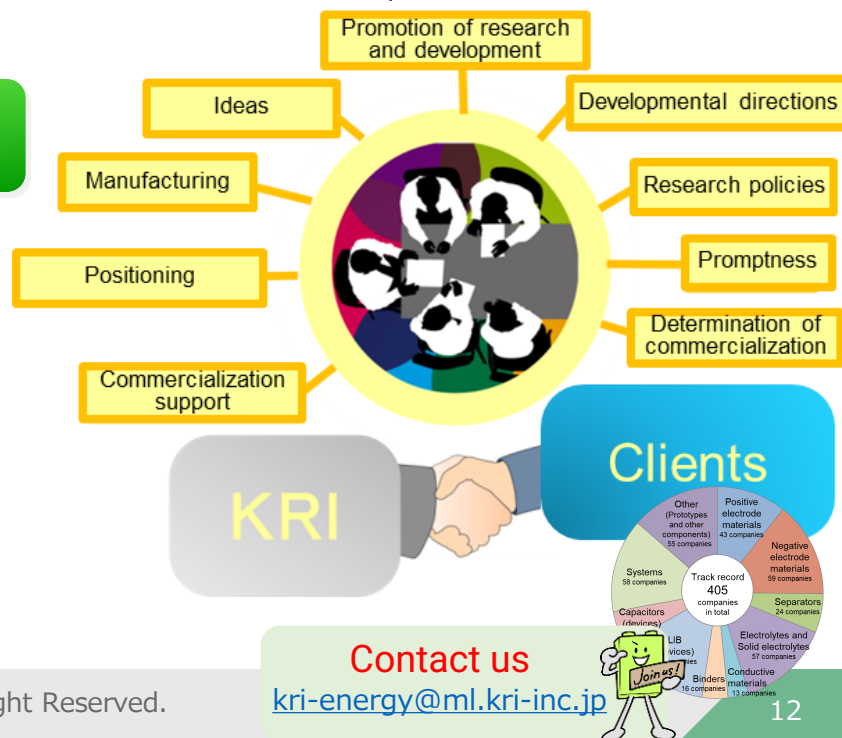 Promotion of research
and development
Ideas
Developmental directions
Manufacturing
Research policies
Positioning
Promptness
Determination of
commercialization
Commercialization
support
KRI
Clients
Other
(Prototypes
and other
components)
55 companies
Positive
electrode
materials
43 companies
Negative
electrode
materials
59 companies
Systems
58 companies
Track record
405
companies
in total
Separators
24 companies
Capacitors
(devices)
Electrolytes and
Solid electrolytes
57 companies
LIB
Conductive
materials
13 companies
Binders
16 companies
Join us!
Contact us
kri-energy@ml.kri-inc.jp
Reserved.
12